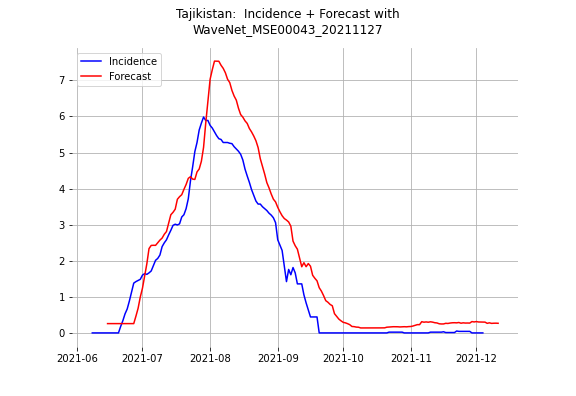 Tajikistan:  Incidence + Forecast with
WaveNet_MSE00043_20211127
Incidence
Forecast
7
6
5
4
3
2
1
0
2021-06 2021-07 2021-08 2021-09 2021-10 2021-11 2021-12